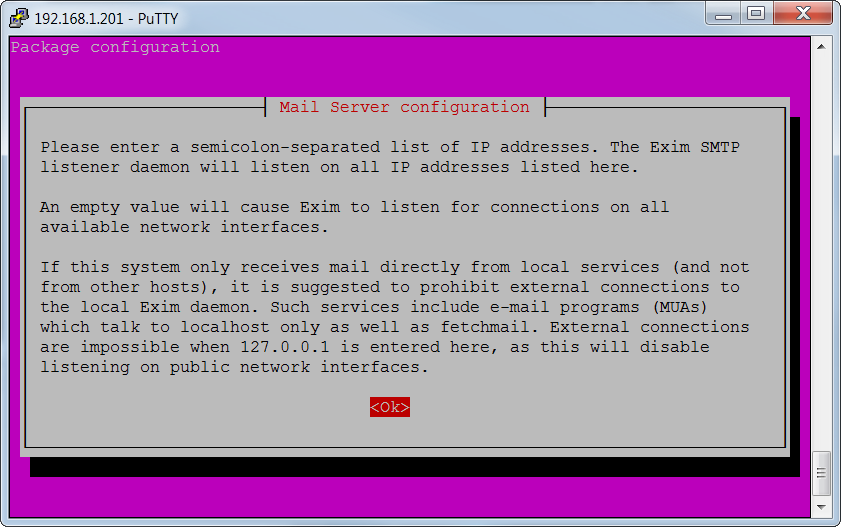 192.168.1.201 - PuTTY
Package configuration
Mail Server configuration
Please enter a semicolon-separated list of IP addresses. The Exim SMTP
listener daemon will listen on all IP addresses listed here.
An empty value will cause Exim to listen for connections on all
available network interfaces.
If this system only receives mail directly from local services (and not
from other hosts), it is suggested to prohibit external connections to
the local Exim daemon. Such services include e-mail programs (MUAs)
which talk to localhost only as well as fetchmail. External connections
are impossible when 127.0.0.1 is entered here, as this will disable
listening on public network interfaces.
<Ok>